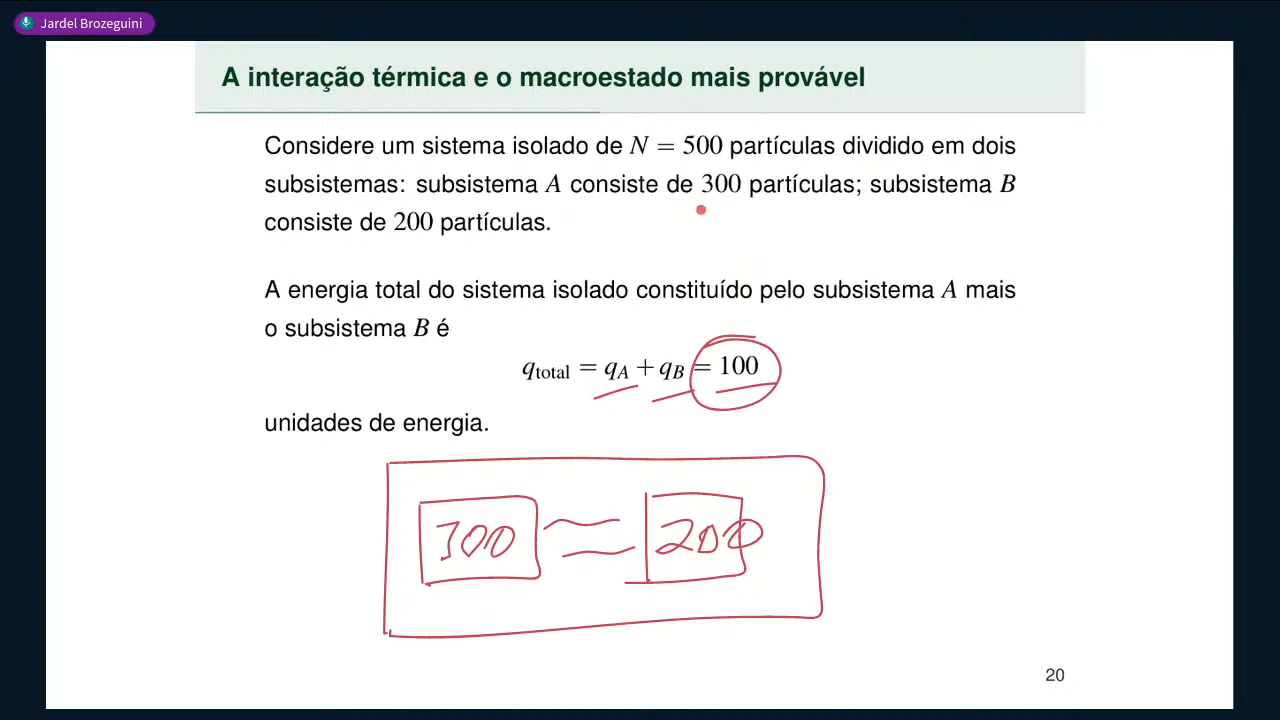 Jardel Brozeguini
A interação térmica e o macroestado mais provável
Considere um sistema isolado de N = 500 partículas dividido em dois
subsistemas: subsistema A consiste de 300 partículas; subsistema B
consiste de 200 partículas.
A energia total do sistema isolado constituído pelo subsistema A mais
o subsistema B é
q_total = q_A + q_B = 100
unidades de energia.
300 200
20